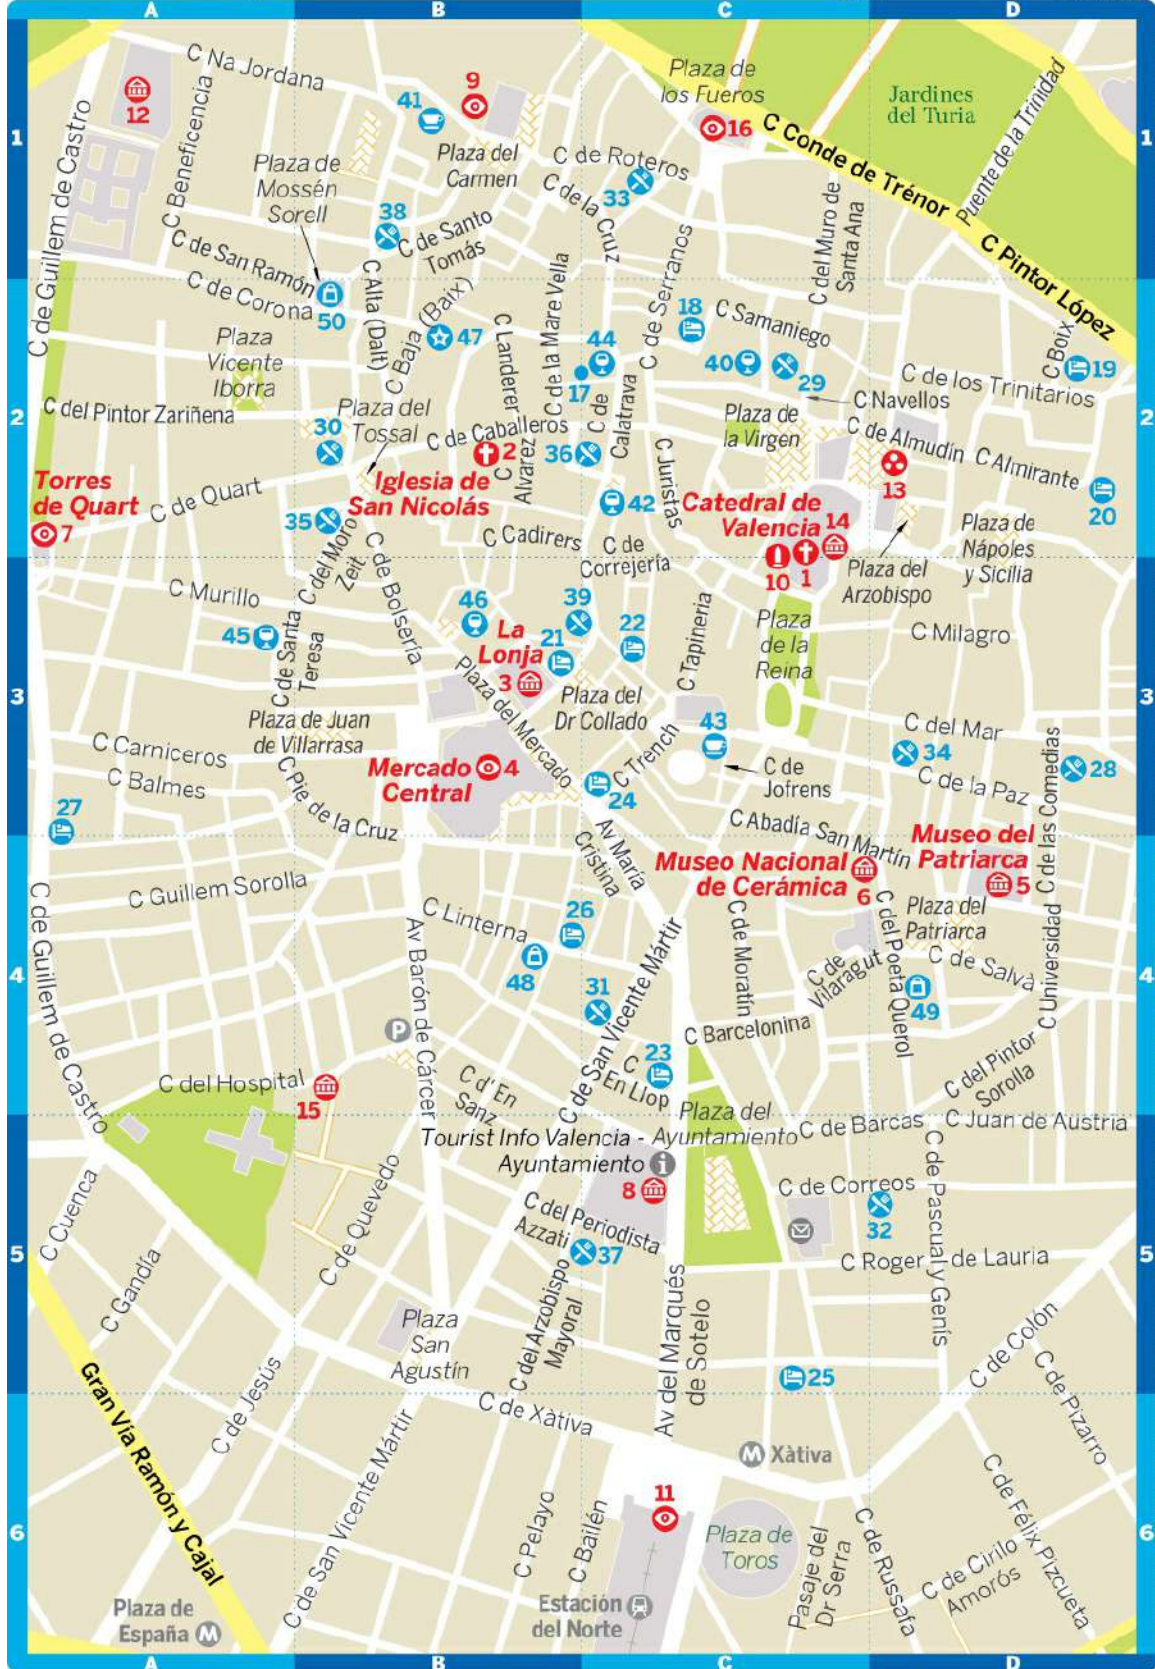 A
B
C
D
1
2
3
4
5
6
1
2
3
4
5
6
C Na Jordana
12
C Beneficencia
C de Guillem de Castro
41
9
Plaza del
Carmen
Plaza de
los Fueros
16
Jardines
del Turia
Puente de la Trinidad
C Conde de Trénor
C Pintor López
Plaza de
Mossén
Sorell
C de Roteros
33
C de la Cruz
C del Muro de
Santa Ana
38
C de Santo
Tomás
C de San Ramón
C de Corona
50
C Alta (Dalt)
C Baja (Baix)
47
C Landerer
C de la Mare Vella
C de Serranos
18
C Samaniego
44
17
40
29
C Boix
19
C de los Trinitarios
C Navellos
Plaza
Vicente
Iborra
C del Pintor Zariñena
30
Plaza del
Tossal
C de Caballeros
2
C
Alvarez
36
C de
Calatrava
Plaza de
la Virgen
C de Almudín
C Almirante
13
20
Torres
de Quart
7
C de Quart
35
Iglesia de
San Nicolás
42
C Juristas
Catedral de
Valencia
14
10
1
Plaza del
Arzobispo
Plaza de
Nápoles
y Sicilia
C Cadirers
C de
Correjería
C del Moro
Zeit
C de Bolsería
C Murillo
45
C de Santa
Teresa
46
La
Lonja
3
21
39
22
Plaza del
Dr Collado
C Tapineria
Plaza
de la
Reina
C Milagro
Plaza de Juan
de Villarrasa
Plaza del Mercado
C Trench
43
C de
Jofrens
C del Mar
34
C de la Paz
28
C Carniceros
C Balmes
27
C Pie de la Cruz
Mercado
Central
4
24
C Abadía San Martín
Av María
Cristina
Museo Nacional
de Cerámica
6
Museo del
Patriarca
5
C de las Comedias
C Universidad
Plaza del
Patriarca
C Guillem Sorolla
C de Guillem de Castro
C Linterna
26
48
Av Barón de Cárcer
31
C de San Vicente Mártir
C de Moratín
C de
Vilaragut
C del Poeta Querol
C de Salvà
49
C Barcelonina
P
C del Hospital
15
C d'En
Sanz
23
C
En Llop
C del Pintor
Sorolla
Plaza del
Ayuntamiento
C de Barcas
C Juan de Austria
Tourist Info Valencia -
Ayuntamiento
8
C de Correos
32
C de Pascual y Genís
C Roger de Lauria
C Cuenca
C Gandía
C de Quevedo
C del Periodista
Azzati
37
C del Arzobispo
Mayoral
Av del Marqués
de Sotelo
Plaza
San
Agustín
C de Colón
25
C de Pizarro
C de Jesús
Gran Vía Ramón y Cajal
C de Xàtiva
M Xàtiva
C de San Vicente Mártir
11
C Pelayo
C Bailén
Plaza de
Toros
Pasaje del
Dr Serra
C de Russafa
C de Cirilo
Amorós
C de Félix Pizcueta
Estación
del Norte
Plaza de
España M
A
B
C
D